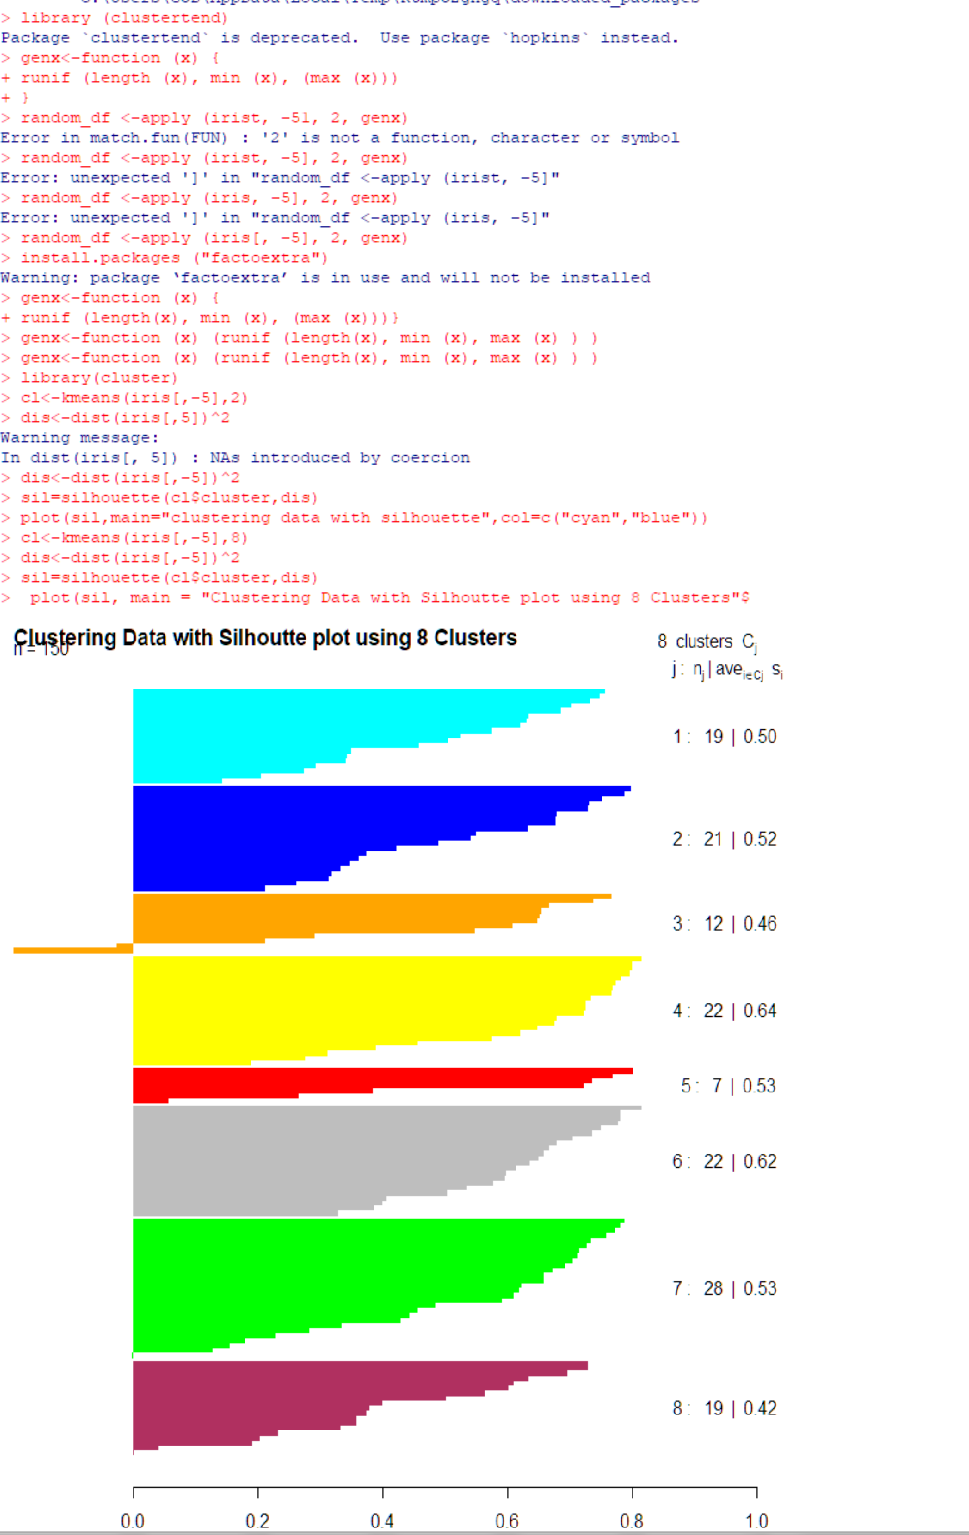 > library (clustertend)
Package `clustertend` is deprecated.  Use package `hopkins` instead.
> genx<-function (x) {
+ runif (length (x), min (x), (max (x)))
+ }
> random_df <-apply (irist, -51, 2, genx)
Error in match.fun(FUN) : '2' is not a function, character or symbol
> random_df <-apply (irist, -5], 2, genx)
Error: unexpected ']' in "random_df <-apply (irist, -5]"
> random_df <-apply (iris, -5], 2, genx)
Error: unexpected ']' in "random_df <-apply (iris, -5]"
> random_df <-apply (iris[, -5], 2, genx)
> install.packages ("factoextra")
Warning: package ‘factoextra’ is in use and will not be installed
> genx<-function (x) {
+ runif (length(x), min (x), (max (x)))}
> genx<-function (x) (runif (length(x), min (x), max (x) ) )
> genx<-function (x) (runif (length(x), min (x), max (x) ) )
> library(cluster)
> cl<-kmeans(iris[,-5],2)
> dis<-dist(iris[,5])^2
Warning message:
In dist(iris[, 5]) : NAs introduced by coercion
> dis<-dist(iris[,-5])^2
> sil=silhouette(cl$cluster,dis)
> plot(sil,main="clustering data with silhouette",col=c("cyan","blue"))
> cl<-kmeans(iris[,-5],8)
> dis<-dist(iris[,-5])^2
> sil=silhouette(cl$cluster,dis)
>  plot(sil, main = "Clustering Data with Silhoutte plot using 8 Clusters"$
Clustering Data with Silhoutte plot using 8 Clusters
n = 150
8 clusters Cj
j : nj | avei∈Cj si
1 : 19 | 0.50
2 : 21 | 0.52
3 : 12 | 0.46
4 : 22 | 0.64
5 : 7 | 0.53
6 : 22 | 0.62
7 : 28 | 0.53
8 : 19 | 0.42
0.0 0.2 0.4 0.6 0.8 1.0